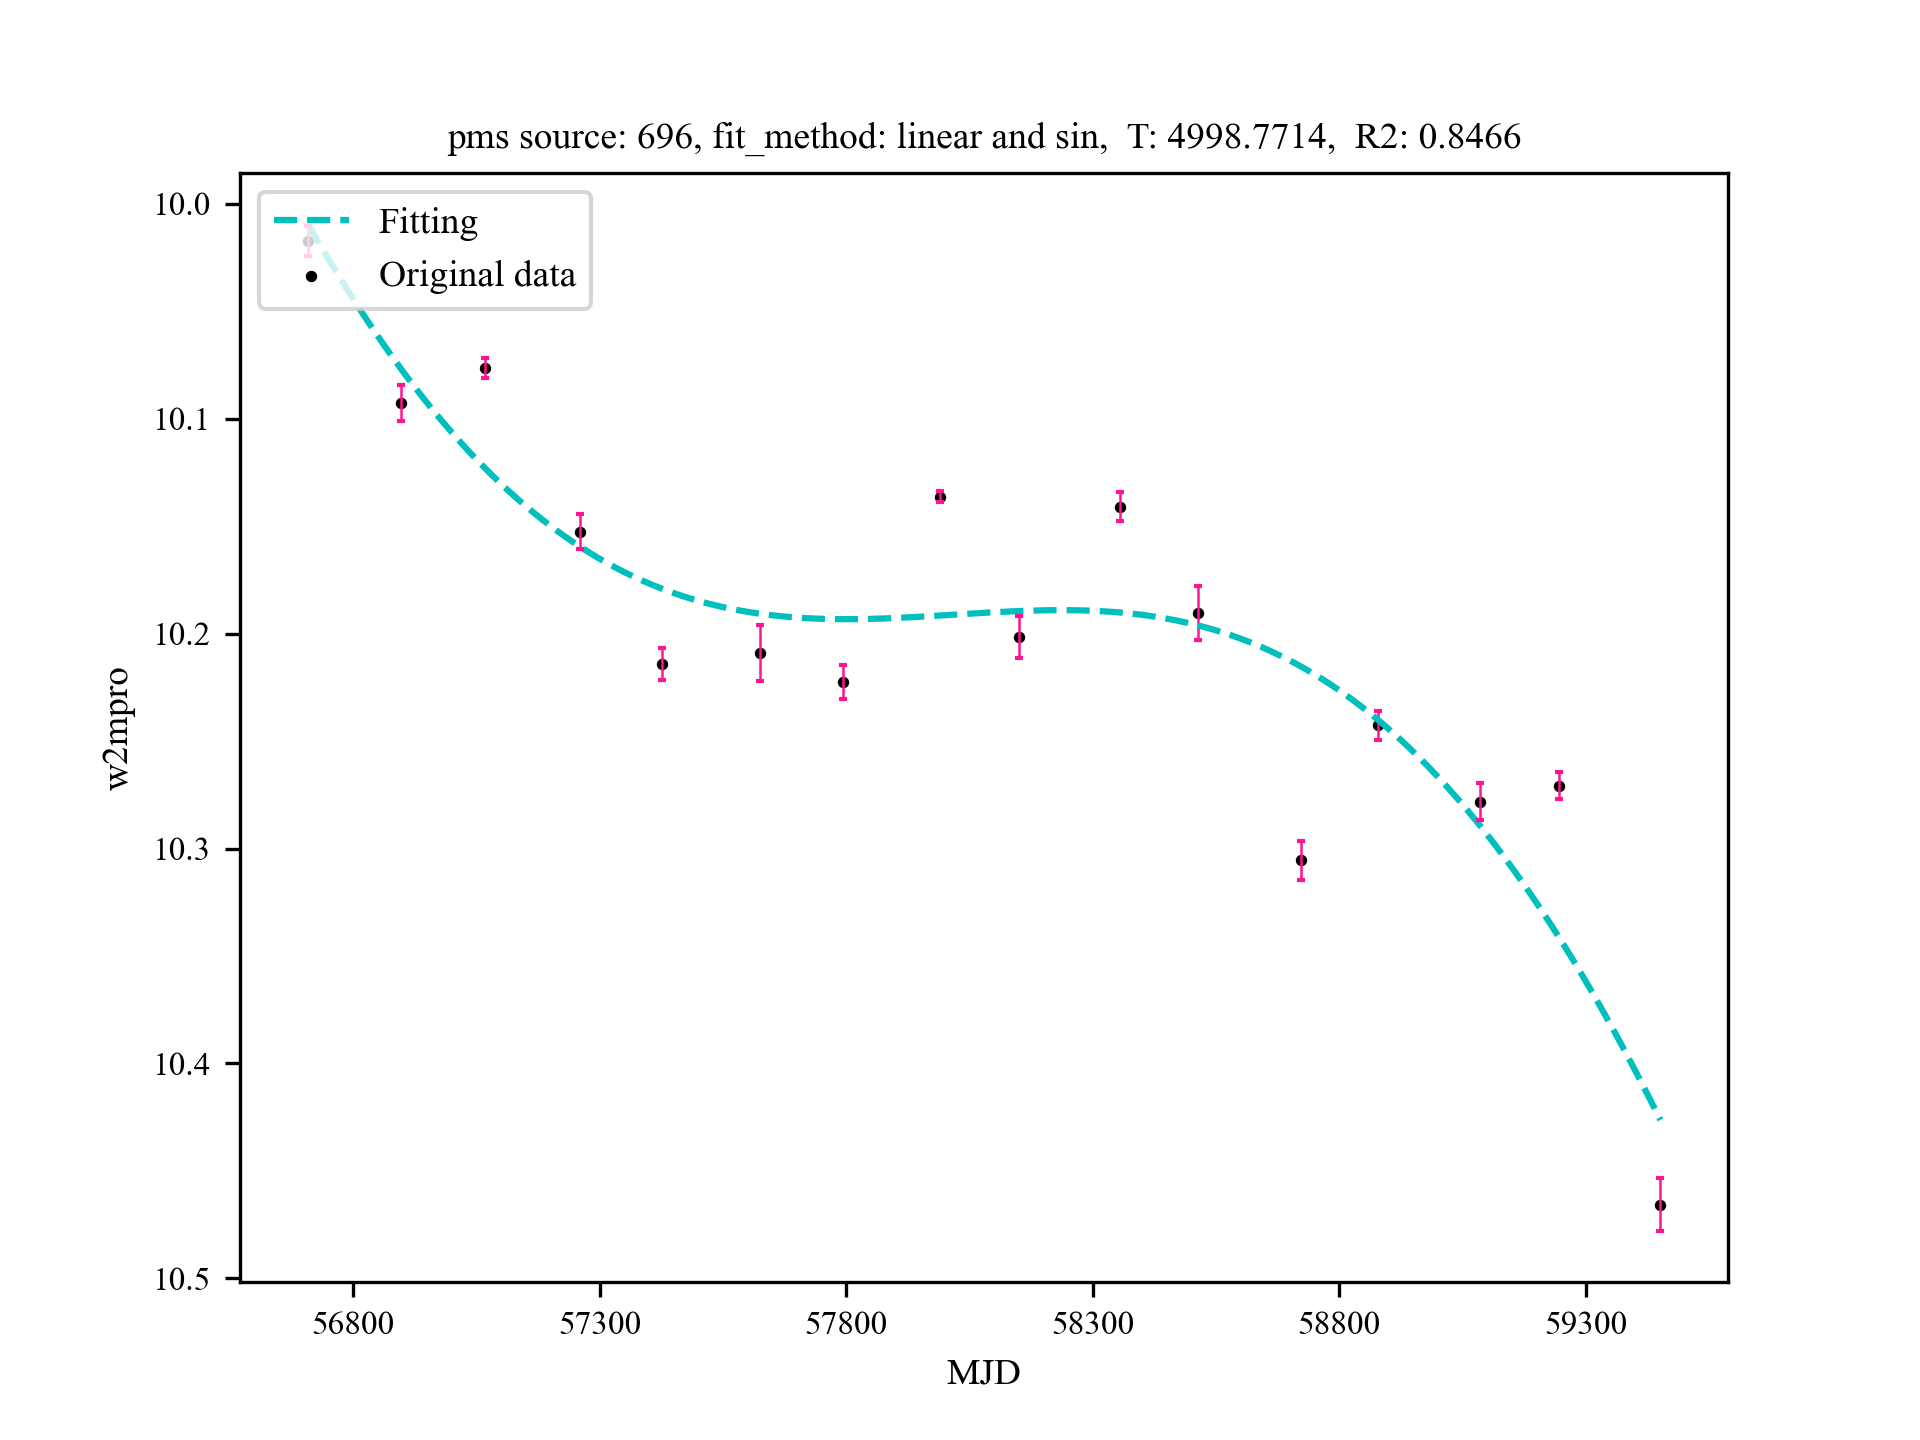 pms source: 696, fit_method: linear and sin,  T: 4998.7714,  R2: 0.8466
Fitting
Original data
10.0
10.1
10.2
10.3
10.4
10.5
w2mpro
56800
57300
57800
58300
58800
59300
MJD